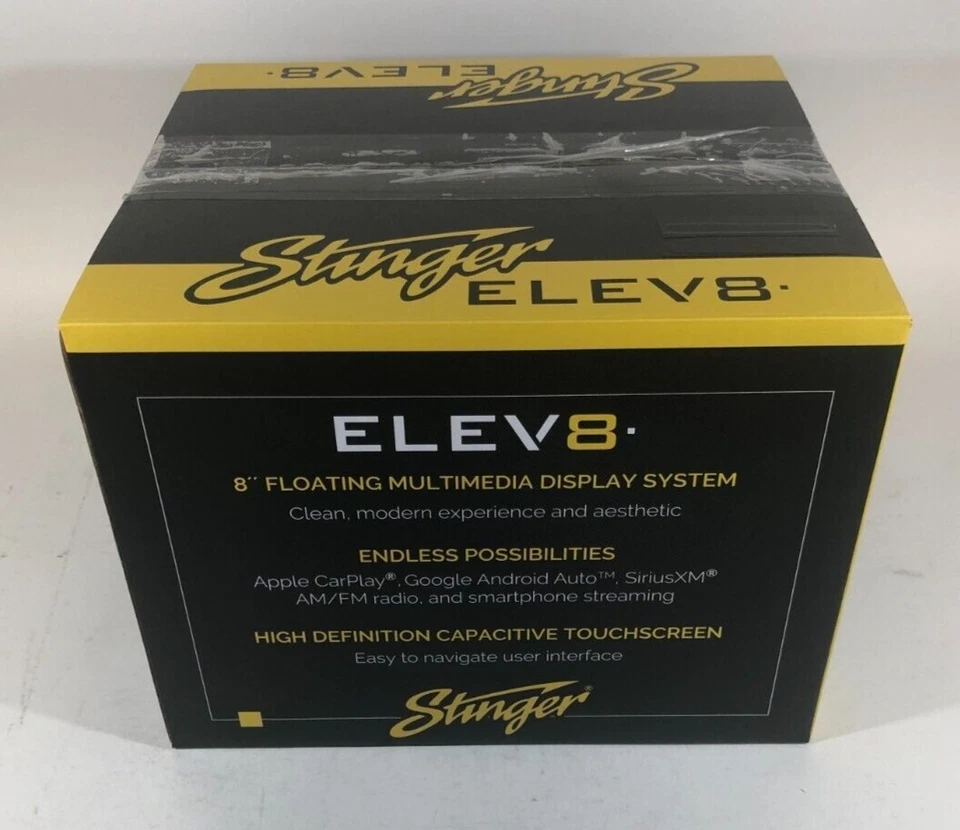 Stinger
ELEV8
Stinger
ELEV8
ELEV8
8'' FLOATING MULTIMEDIA DISPLAY SYSTEM
Clean, modern experience and aesthetic
ENDLESS POSSIBILITIES
Apple CarPlay®, Google Android Auto™, SiriusXM®
AM/FM radio, and smartphone streaming
HIGH DEFINITION CAPACITIVE TOUCHSCREEN
Easy to navigate user interface
Stinger®